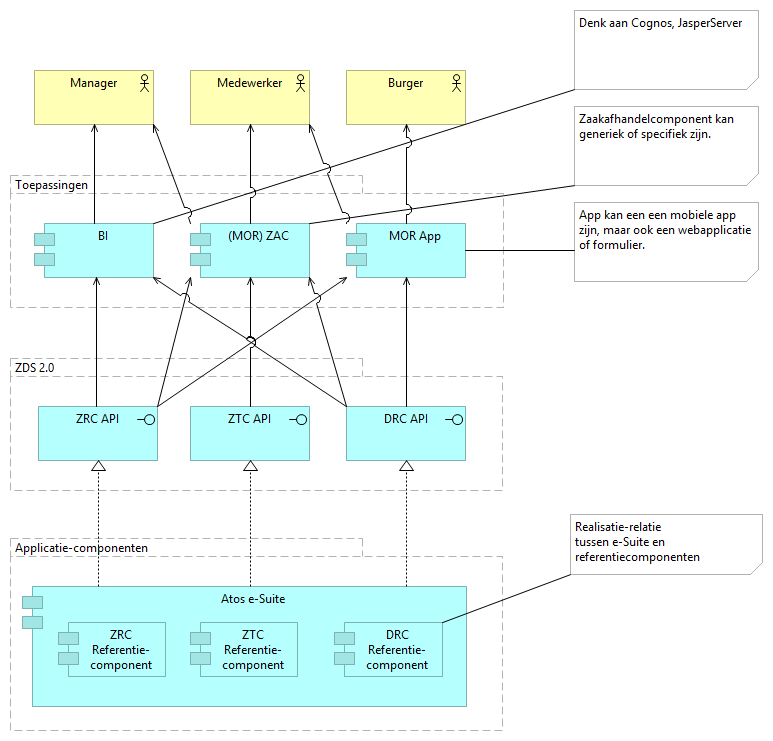 Denk aan Cognos, JasperServer
Manager
Medewerker
Burger
Zaakafhandelcomponent kan
generiek of specifiek zijn.
Toepassingen
App kan een een mobiele app
zijn, maar ook een webapplicatie
of formulier.
BI
(MOR) ZAC
MOR App
ZDS 2.0
ZRC API
ZTC API
DRC API
Realisatie-relatie
tussen e-Suite en
referentiecomponenten
Applicatie-componenten
Atos e-Suite
ZRC
Referentie-
component
ZTC
Referentie-
component
DRC
Referentie-
component